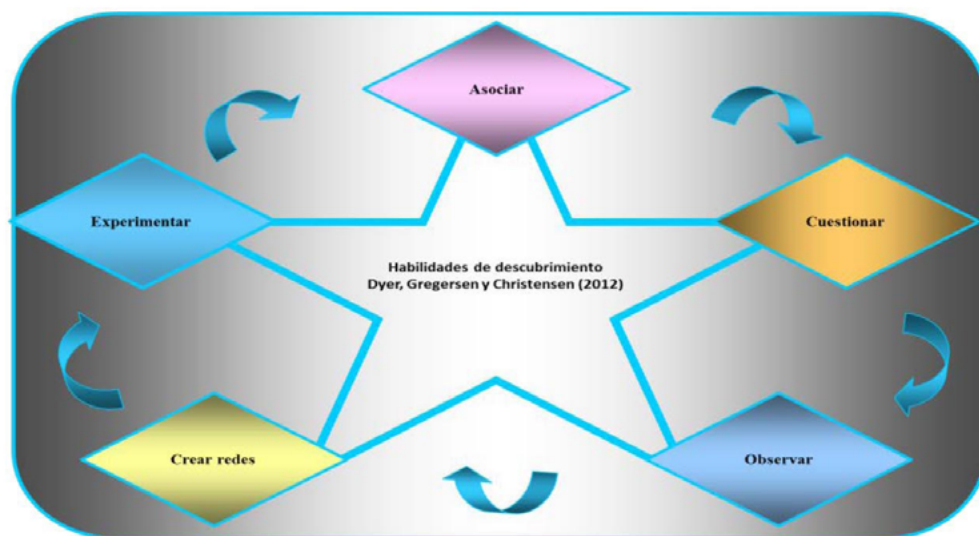 Asociar
Experimentar
Cuestionar
Habilidades de descubrimiento
Dyer, Gregersen y Christensen (2012)
Crear redes
Observar